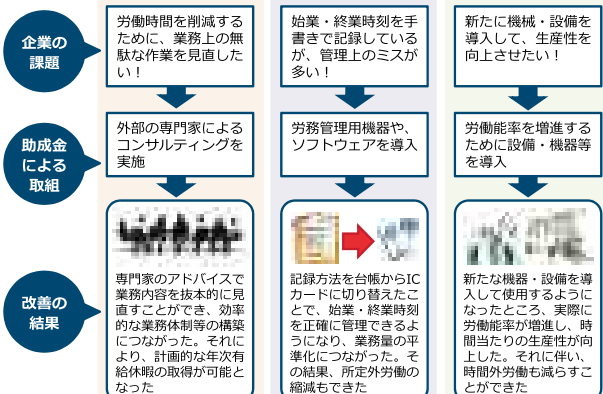 企業の
課題
労働時間を削減する
ために、業務上の無
駄な作業を見直した
い！
始業・終業時刻を手
書きで記録している
が、管理上のミスが
多い！
新たに機械・設備を
導入して、生産性を
向上させたい！
助成金
による
取組
外部の専門家による
コンサルティングを
実施
労務管理用機器や、
ソフトウェアを導入
労働能率を増進する
ために設備・機器等
を導入
改善の
結果
専門家のアドバイスで
業務内容を抜本的に見
直すことができ、効率
的な業務体制等の構築
につながった。それに
より、計画的な年次有
給休暇の取得が可能と
なった
記録方法を台帳からIC
カードに切り替えたこ
とで、始業・終業時刻
を正確に管理できるよ
うになり、業務量の平
準化につながった。そ
の結果、所定外労働の
縮減もできた
新たな機器・設備を導
入して使用するように
なったところ、実際に
労働能率が増進し、時
間当たりの生産性が向
上した。それに伴い、
時間外労働も減らすこ
とができた